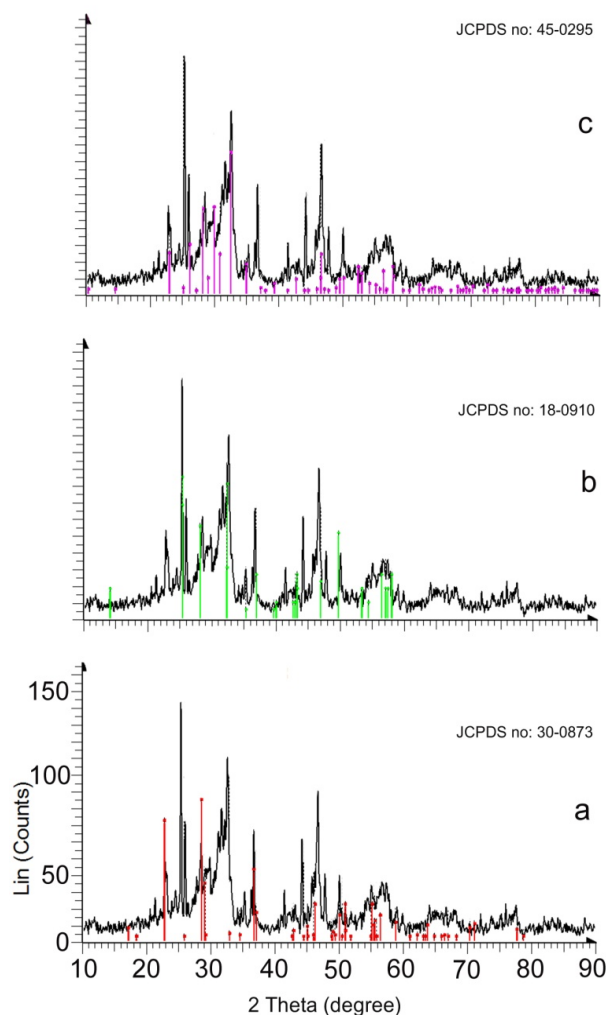 JCPDS no: 45-0295
c
JCPDS no: 18-0910
b
JCPDS no: 30-0873
a
Lin (Counts)
150
100
50
0
10 20 30 40 50 60 70 80 90
2 Theta (degree)